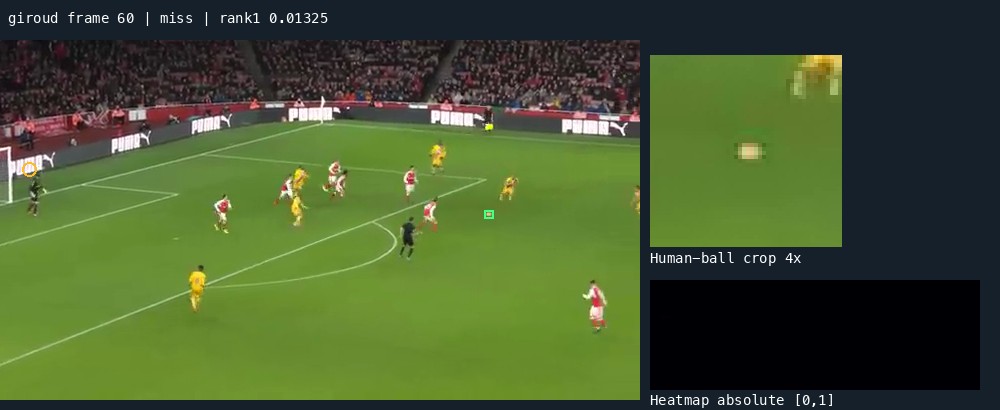 giroud frame 60 | miss | rank1 0.01325
PUMA
PUMA
PUMA
PUMA
PUMA
PUMA
Human-ball crop 4x
Heatmap absolute [0,1]